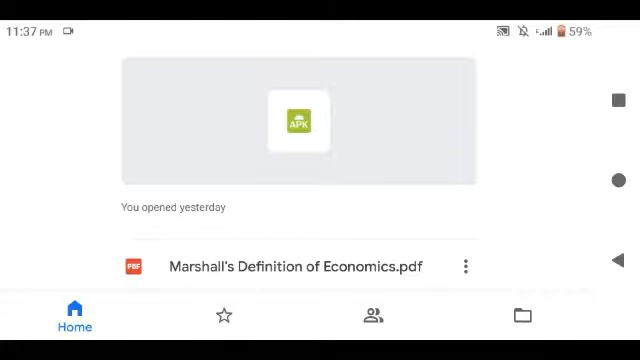 11:37 PM
59%
APK
You opened yesterday
PDF
Marshall's Definition of Economics.pdf
Home